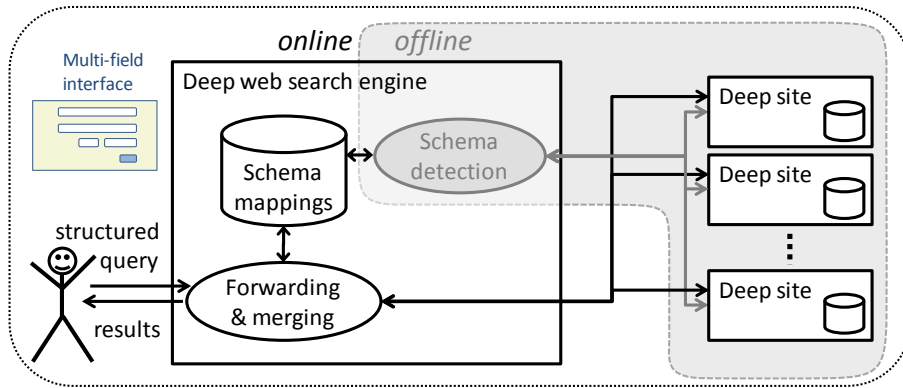 online offline
Multi-field
interface
Deep web search engine
Schema
mappings
Schema
detection
Deep site
Deep site
Deep site
structured
query
results
Forwarding
& merging